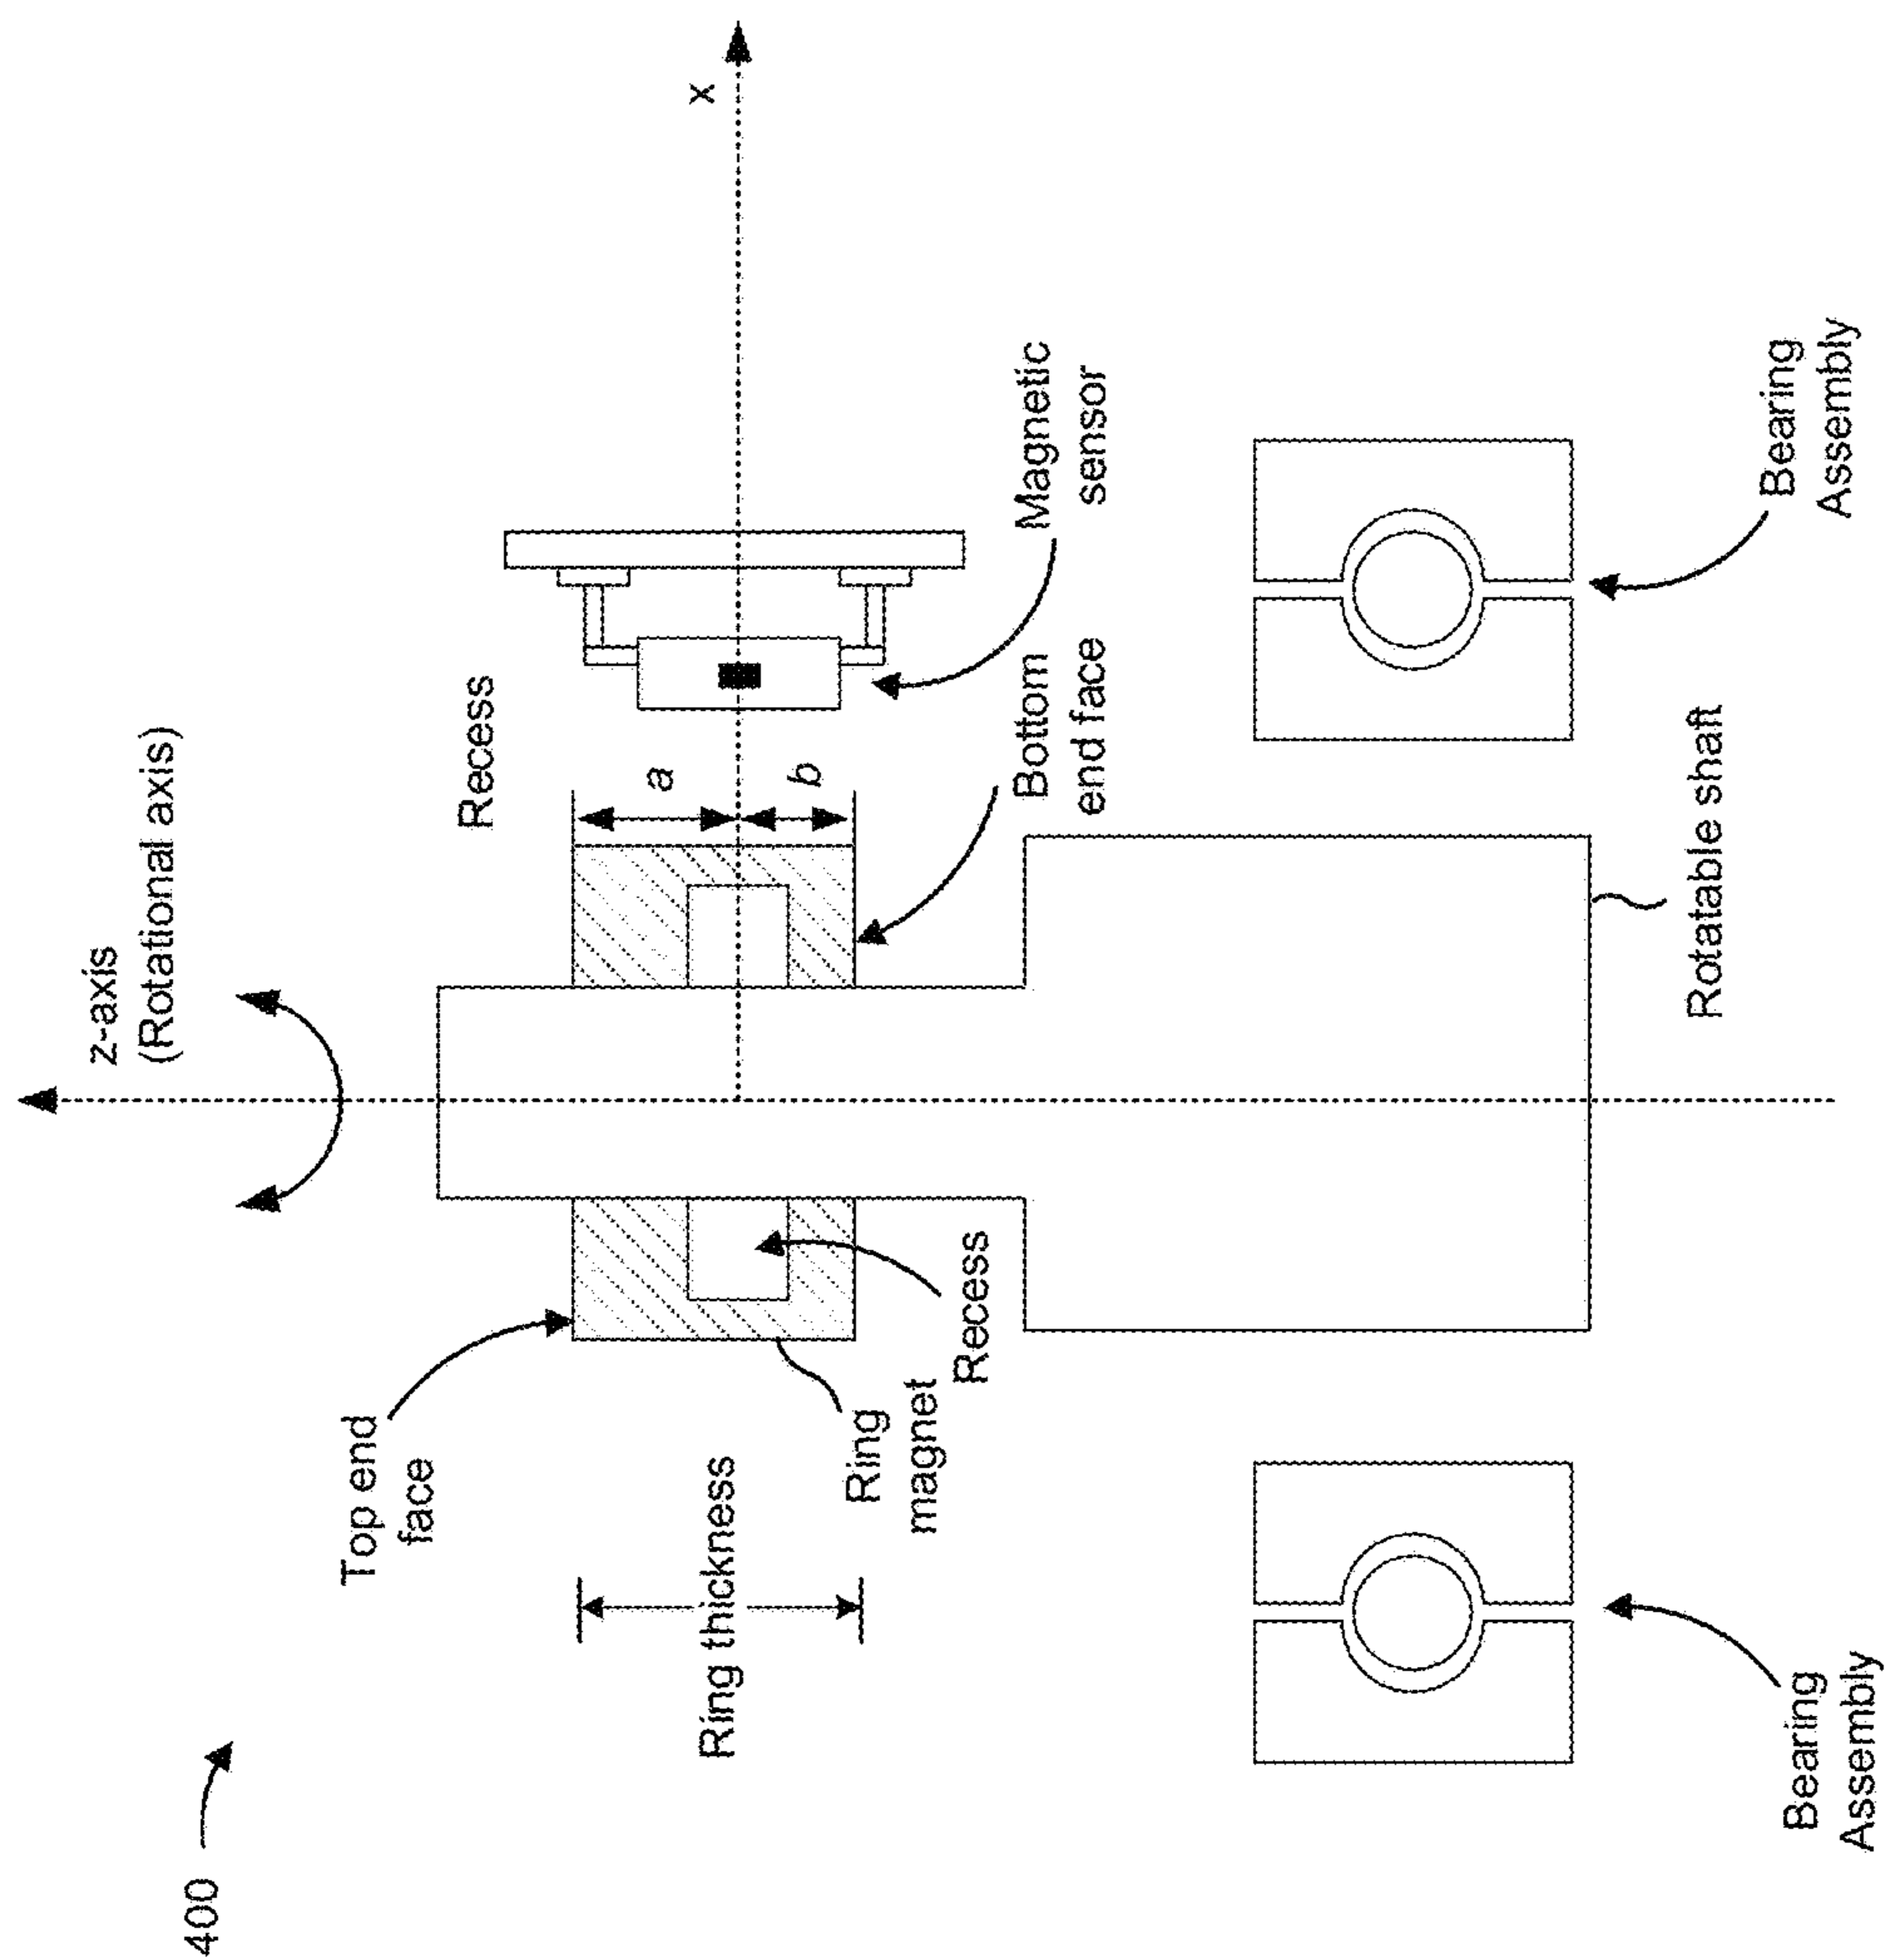 400
z-axis
(Rotational axis)
x
Top end
face
Recess
a
b
Ring thickness
Ring
magnet
Recess
Bottom
end face
Magnetic
sensor
Rotatable shaft
Bearing
Assembly
Bearing
Assembly